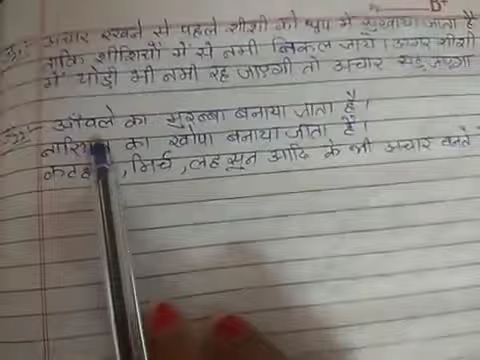 उ1:- अचार रखने से पहले शीशी को धूप में सुखाया जाता है
ताकि शीशियों में से नमी निकल जाये। अगर शीशी
में थोड़ी भी नमी रह जाएगी तो अचार सड़ जाएगा
आँवले का मुरब्बा बनाया जाता है।
का खोपा बनाया जाता है।
, मिर्च, लहसुन आदि के भी अचार बनते